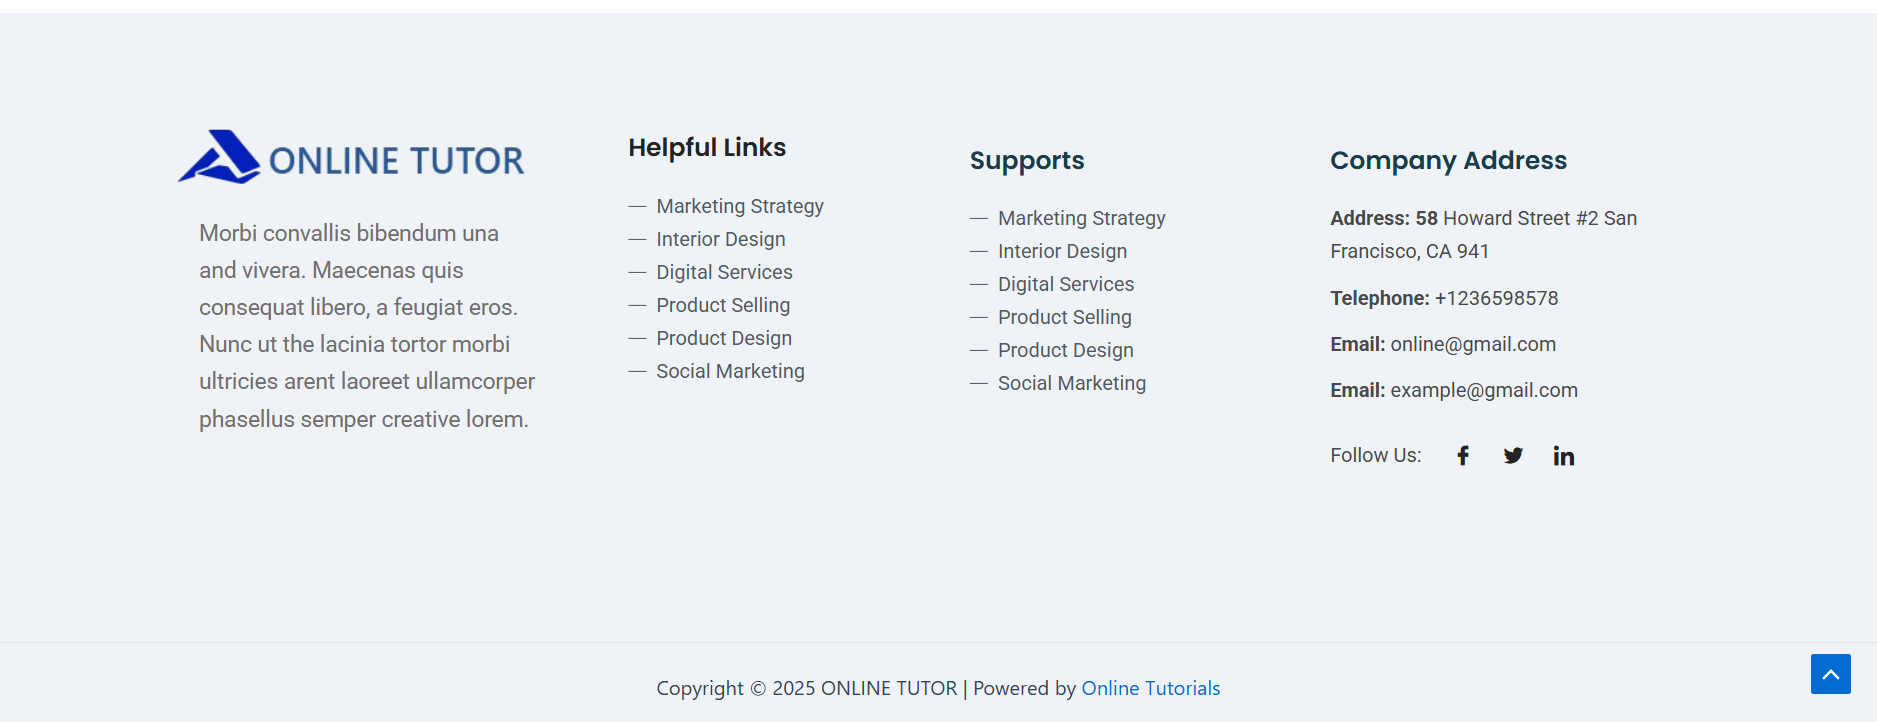 ONLINE TUTOR
Morbi convallis bibendum una
and vivera. Maecenas quis
consequat libero, a feugiat eros.
Nunc ut the lacinia tortor morbi
ultricies arent laoreet ullamcorper
phasellus semper creative lorem.
Helpful Links
— Marketing Strategy
— Interior Design
— Digital Services
— Product Selling
— Product Design
— Social Marketing
Supports
— Marketing Strategy
— Interior Design
— Digital Services
— Product Selling
— Product Design
— Social Marketing
Company Address
Address: 58 Howard Street #2 San
Francisco, CA 941
Telephone: +1236598578
Email: online@gmail.com
Email: example@gmail.com
Follow Us:
Copyright © 2025 ONLINE TUTOR | Powered by Online Tutorials